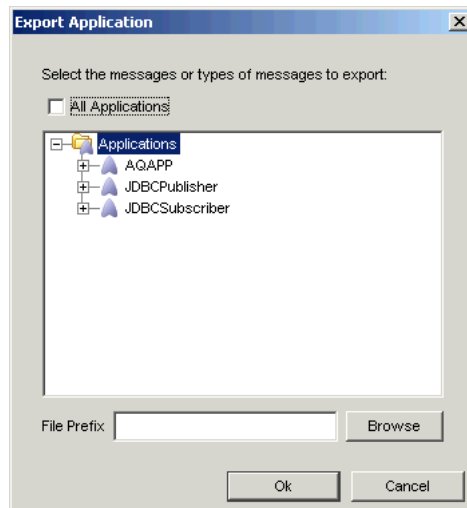 Export Application
Select the messages or types of messages to export:
All Applications
Applications
AQAPP
JDBCPublisher
JDBCSubscriber
File Prefix
Browse
Ok
Cancel